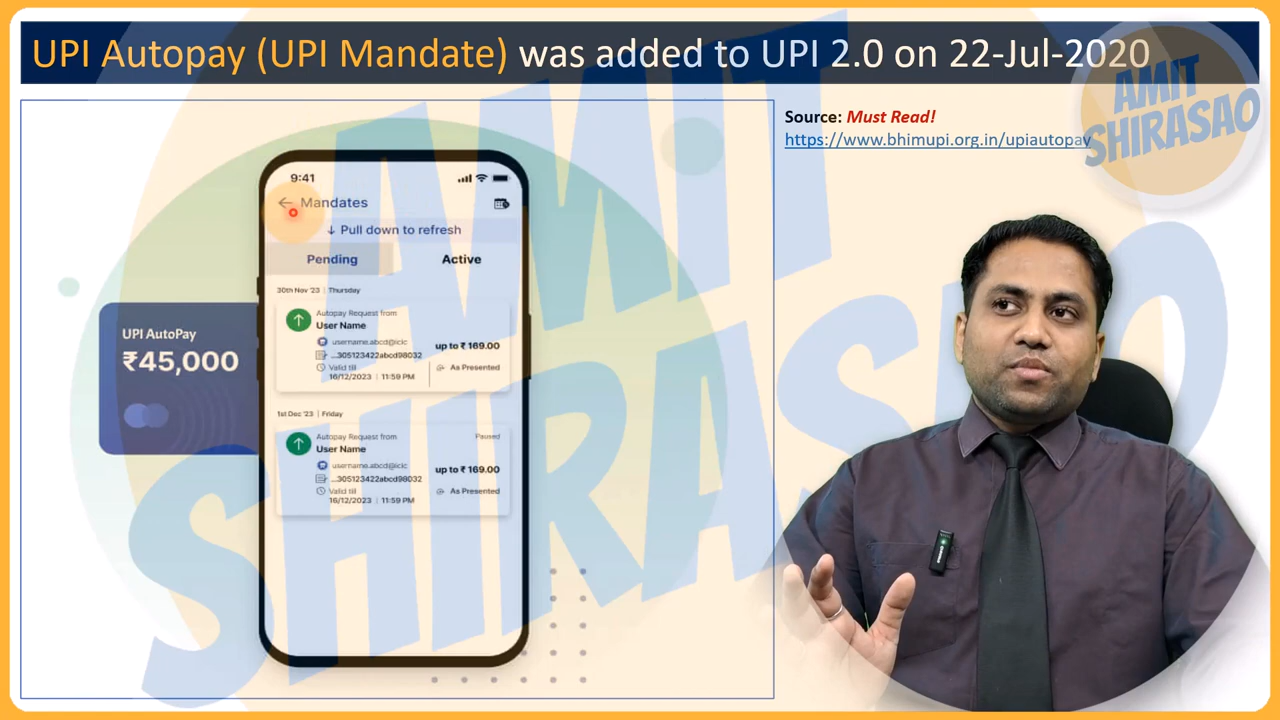 UPI Autopay (UPI Mandate) was added to UPI 2.0 on 22-Jul-2020
AMIT
SHIRASAO
Source: Must Read!
https://www.bhimupi.org.in/upiautopay
9:41
Mandates
↓ Pull down to refresh
Pending Active
30th Nov '23 | Thursday
Autopay Request from
User Name
username.abcd@icic
up to ₹ 169.00
...305123422abcd98032
Valid till
16/12/2023 | 11:59 PM
As Presented
1st Dec '23 | Friday
Autopay Request from
Paused
User Name
username.abcd@icic
up to ₹ 169.00
...305123422abcd98032
Valid till
16/12/2023 | 11:59 PM
As Presented
UPI AutoPay
₹45,000
AMIT
SHIRASAO